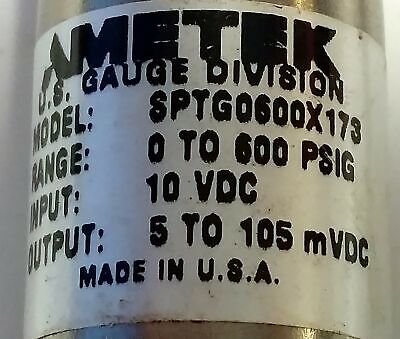 AMETEK
U.S. GAUGE DIVISION
MODEL: SPTG0600X173
RANGE: 0 TO 600 PSIG
INPUT: 10 VDC
OUTPUT: 5 TO 105 mVDC
MADE IN U.S.A.